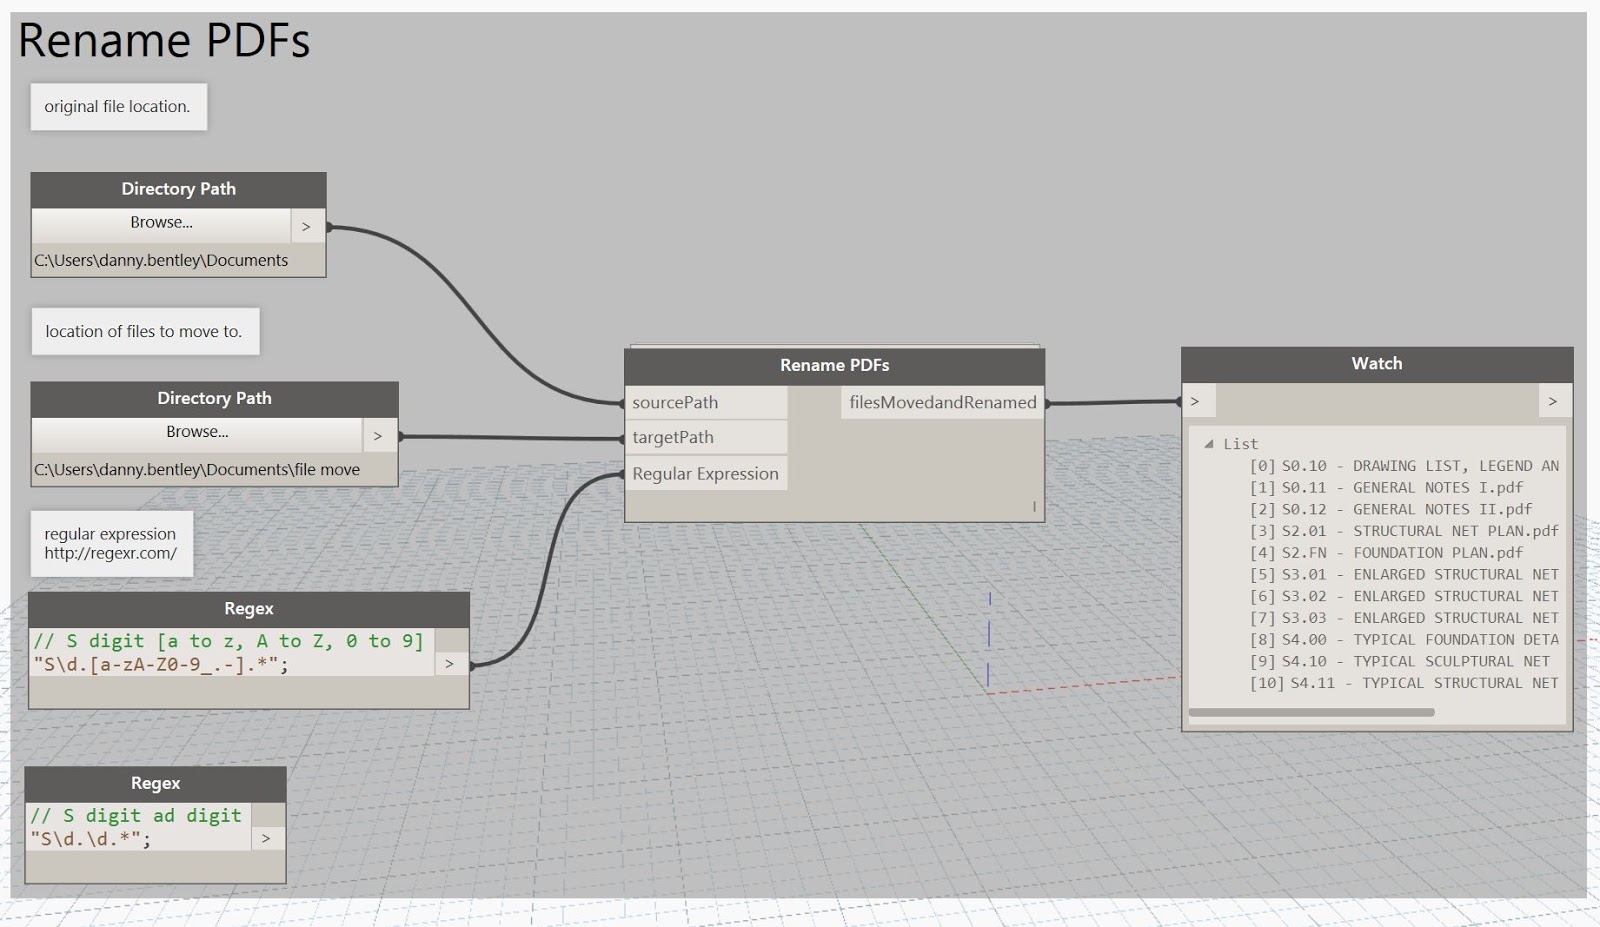 Rename PDFs
original file location.
Directory Path
Browse...
>
C:\Users\danny.bentley\Documents
location of files to move to.
Directory Path
Browse...
>
C:\Users\danny.bentley\Documents\file move
regular expression
http://regexr.com/
Regex
// S digit [a to z, A to Z, 0 to 9]
"S\d.[a-zA-Z0-9_.-].*";
>
Regex
// S digit ad digit
"S\d.\d.*";
>
Rename PDFs
sourcePath
filesMovedandRenamed
targetPath
Regular Expression
Watch
>
>
List
[0] S0.10 - DRAWING LIST, LEGEND AN
[1] S0.11 - GENERAL NOTES I.pdf
[2] S0.12 - GENERAL NOTES II.pdf
[3] S2.01 - STRUCTURAL NET PLAN.pdf
[4] S2.FN - FOUNDATION PLAN.pdf
[5] S3.01 - ENLARGED STRUCTURAL NET
[6] S3.02 - ENLARGED STRUCTURAL NET
[7] S3.03 - ENLARGED STRUCTURAL NET
[8] S4.00 - TYPICAL FOUNDATION DETA
[9] S4.10 - TYPICAL SCULPTURAL NET
[10] S4.11 - TYPICAL STRUCTURAL NET